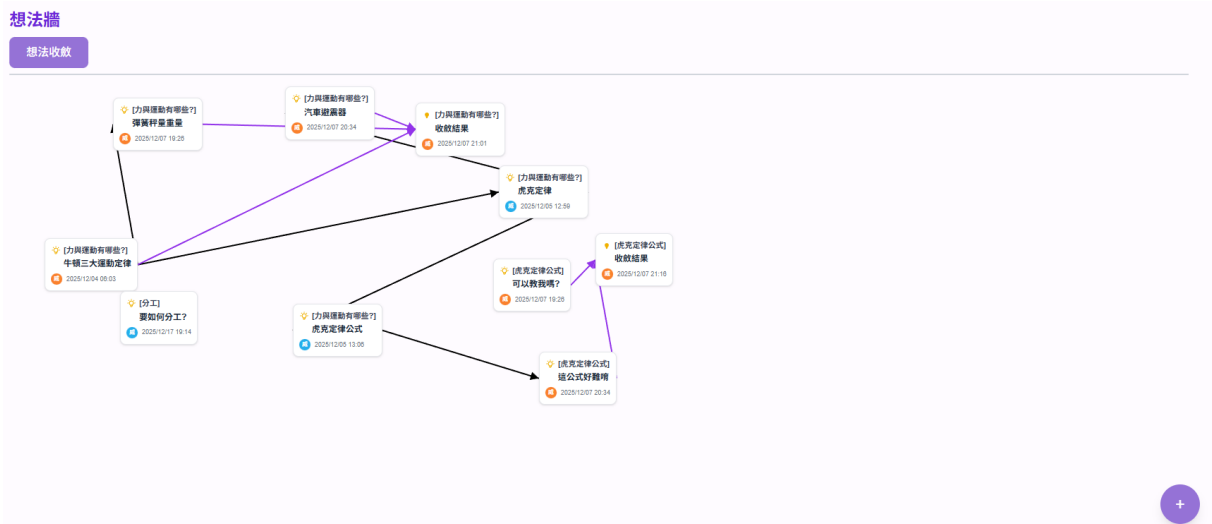 想法牆
想法收斂
[力與運動有哪些?]
彈簧秤量重量
2025/12/07 19:26
[力與運動有哪些?]
汽車避震器
2025/12/07 20:34
[力與運動有哪些?]
收斂結果
2025/12/07 21:01
[力與運動有哪些?]
虎克定律
2025/12/05 12:59
[力與運動有哪些?]
牛頓三大運動定律
2025/12/04 06:03
[虎克定律公式]
收斂結果
2025/12/07 21:16
[虎克定律公式]
可以教我嗎?
2025/12/07 19:26
[分工]
要如何分工?
2025/12/17 19:14
[力與運動有哪些?]
虎克定律公式
2025/12/05 13:06
[虎克定律公式]
這公式好難唷
2025/12/07 20:34
+